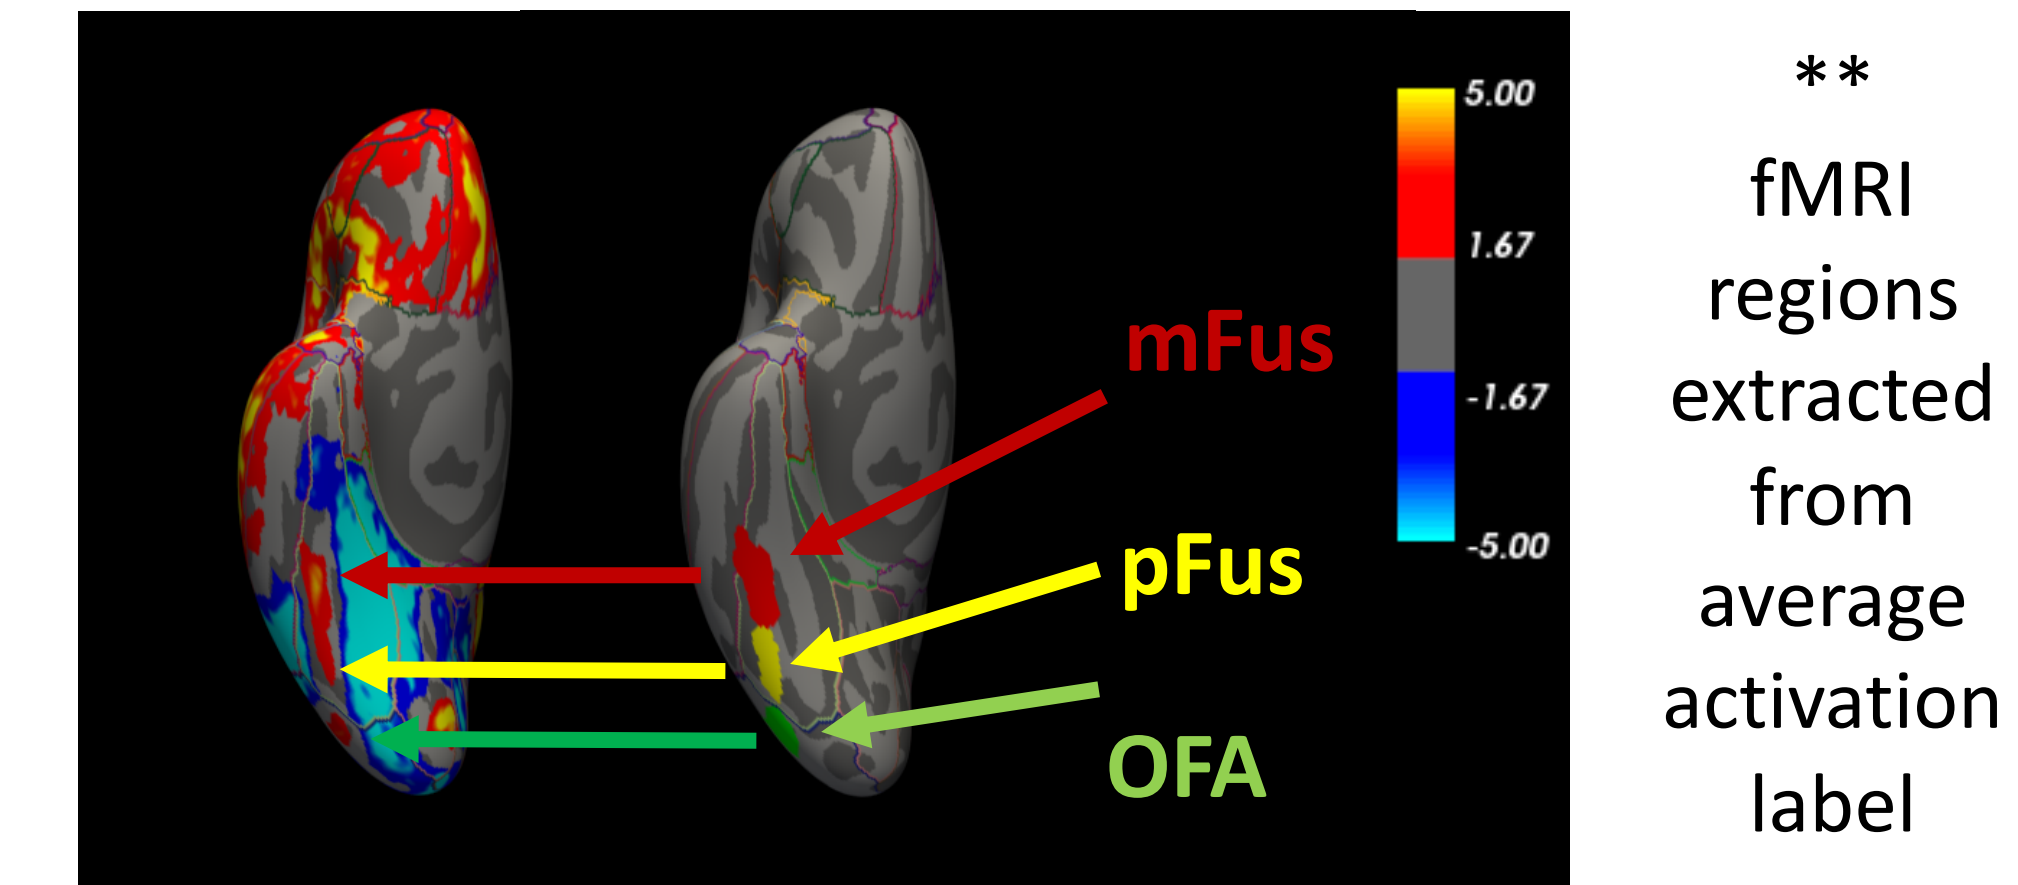 mFus
pFus
OFA
5.00
1.67
-1.67
-5.00
**
fMRI
regions
extracted
from
average
activation
label